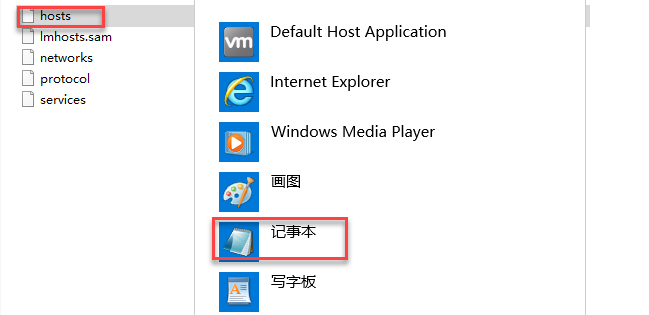 hosts
lmhosts.sam
networks
protocol
services
vm
Default Host Application
Internet Explorer
Windows Media Player
画图
记事本
写字板